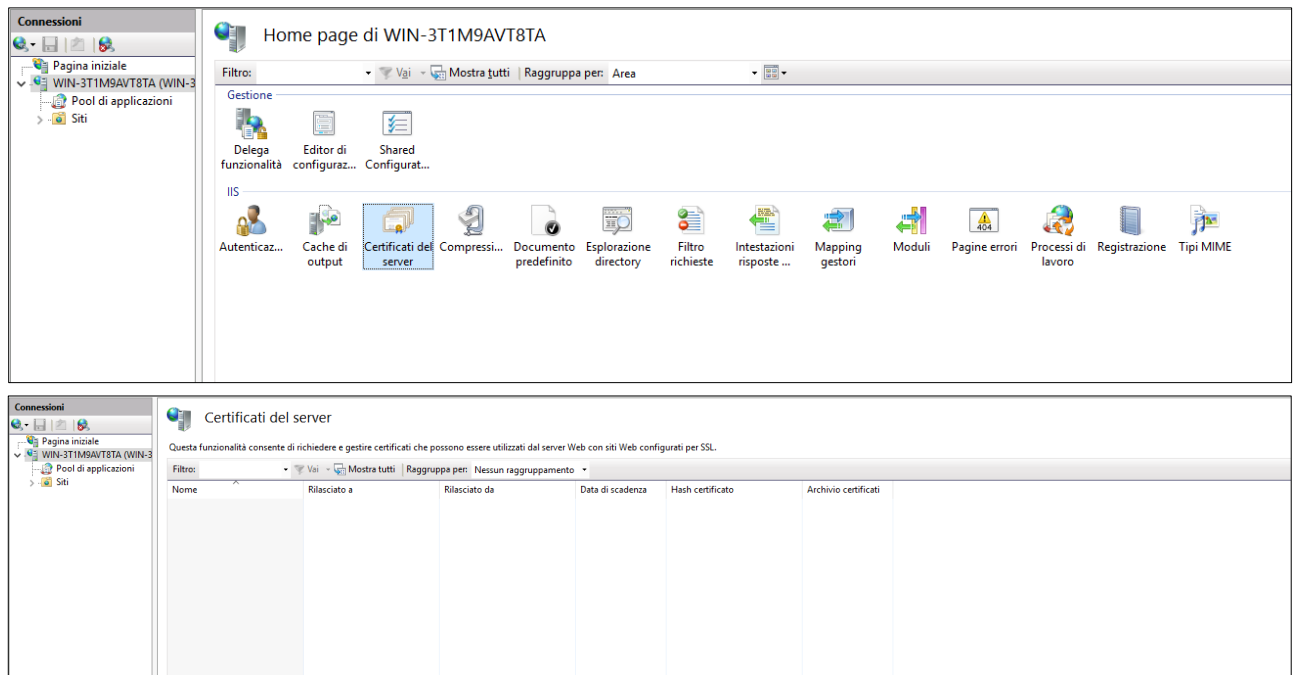 Connessioni
Pagina iniziale
WIN-3T1M9AVT8TA (WIN-3
Pool di applicazioni
Siti
Home page di WIN-3T1M9AVT8TA
Filtro: Vai Mostra tutti Raggruppa per: Area
Gestione
Delega funzionalità
Editor di configuraz...
Shared Configurat...
IIS
Autenticaz...
Cache di output
Certificati del server
Compressi...
Documento predefinito
Esplorazione directory
Filtro richieste
Intestazioni risposte ...
Mapping gestori
Moduli
404
Pagine errori
Processi di lavoro
Registrazione
Tipi MIME
Connessioni
Pagina iniziale
WIN-3T1M9AVT8TA (WIN-3
Pool di applicazioni
Siti
Certificati del server
Questa funzionalità consente di richiedere e gestire certificati che possono essere utilizzati dal server Web con siti Web configurati per SSL.
Filtro: Vai Mostra tutti Raggruppa per: Nessun raggruppamento
Nome Rilasciato a Rilasciato da Data di scadenza Hash certificato Archivio certificati